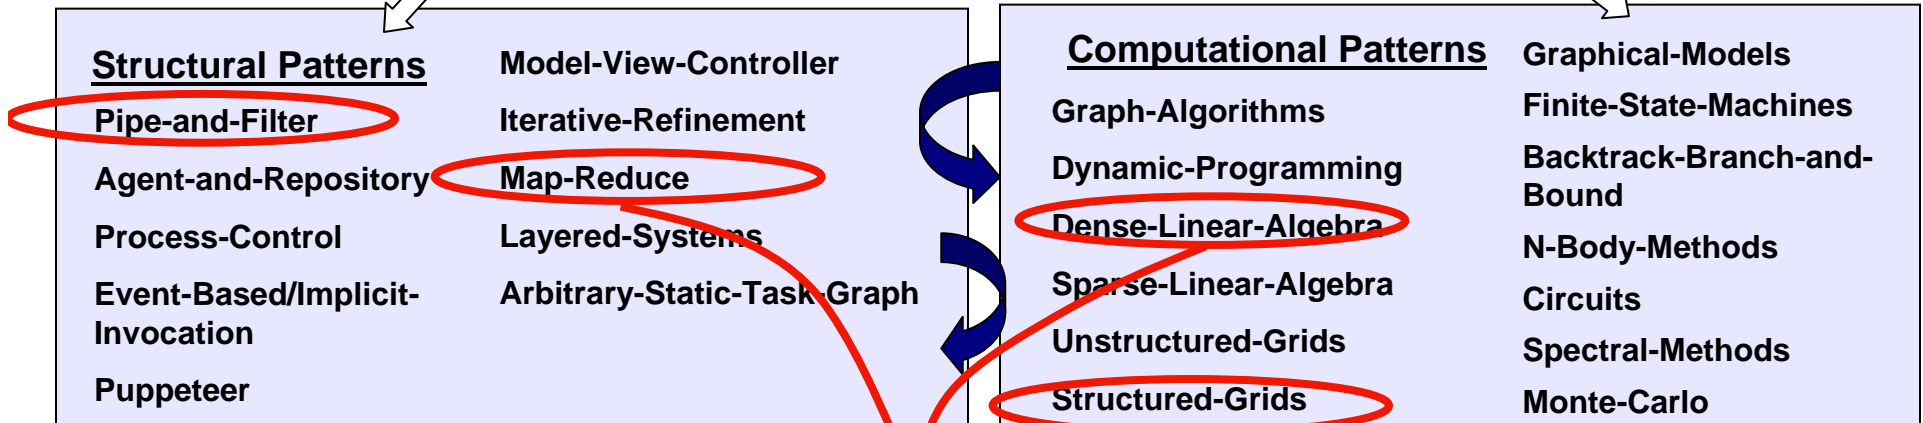 Structural Patterns
Pipe-and-Filter
Agent-and-Repository
Process-Control
Event-Based/Implicit-
Invocation
Puppeteer
Model-View-Controller
Iterative-Refinement
Map-Reduce
Layered-Systems
Arbitrary-Static-Task-Graph
Computational Patterns
Graph-Algorithms
Dynamic-Programming
Dense-Linear-Algebra
Sparse-Linear-Algebra
Unstructured-Grids
Structured-Grids
Graphical-Models
Finite-State-Machines
Backtrack-Branch-and-
Bound
N-Body-Methods
Circuits
Spectral-Methods
Monte-Carlo